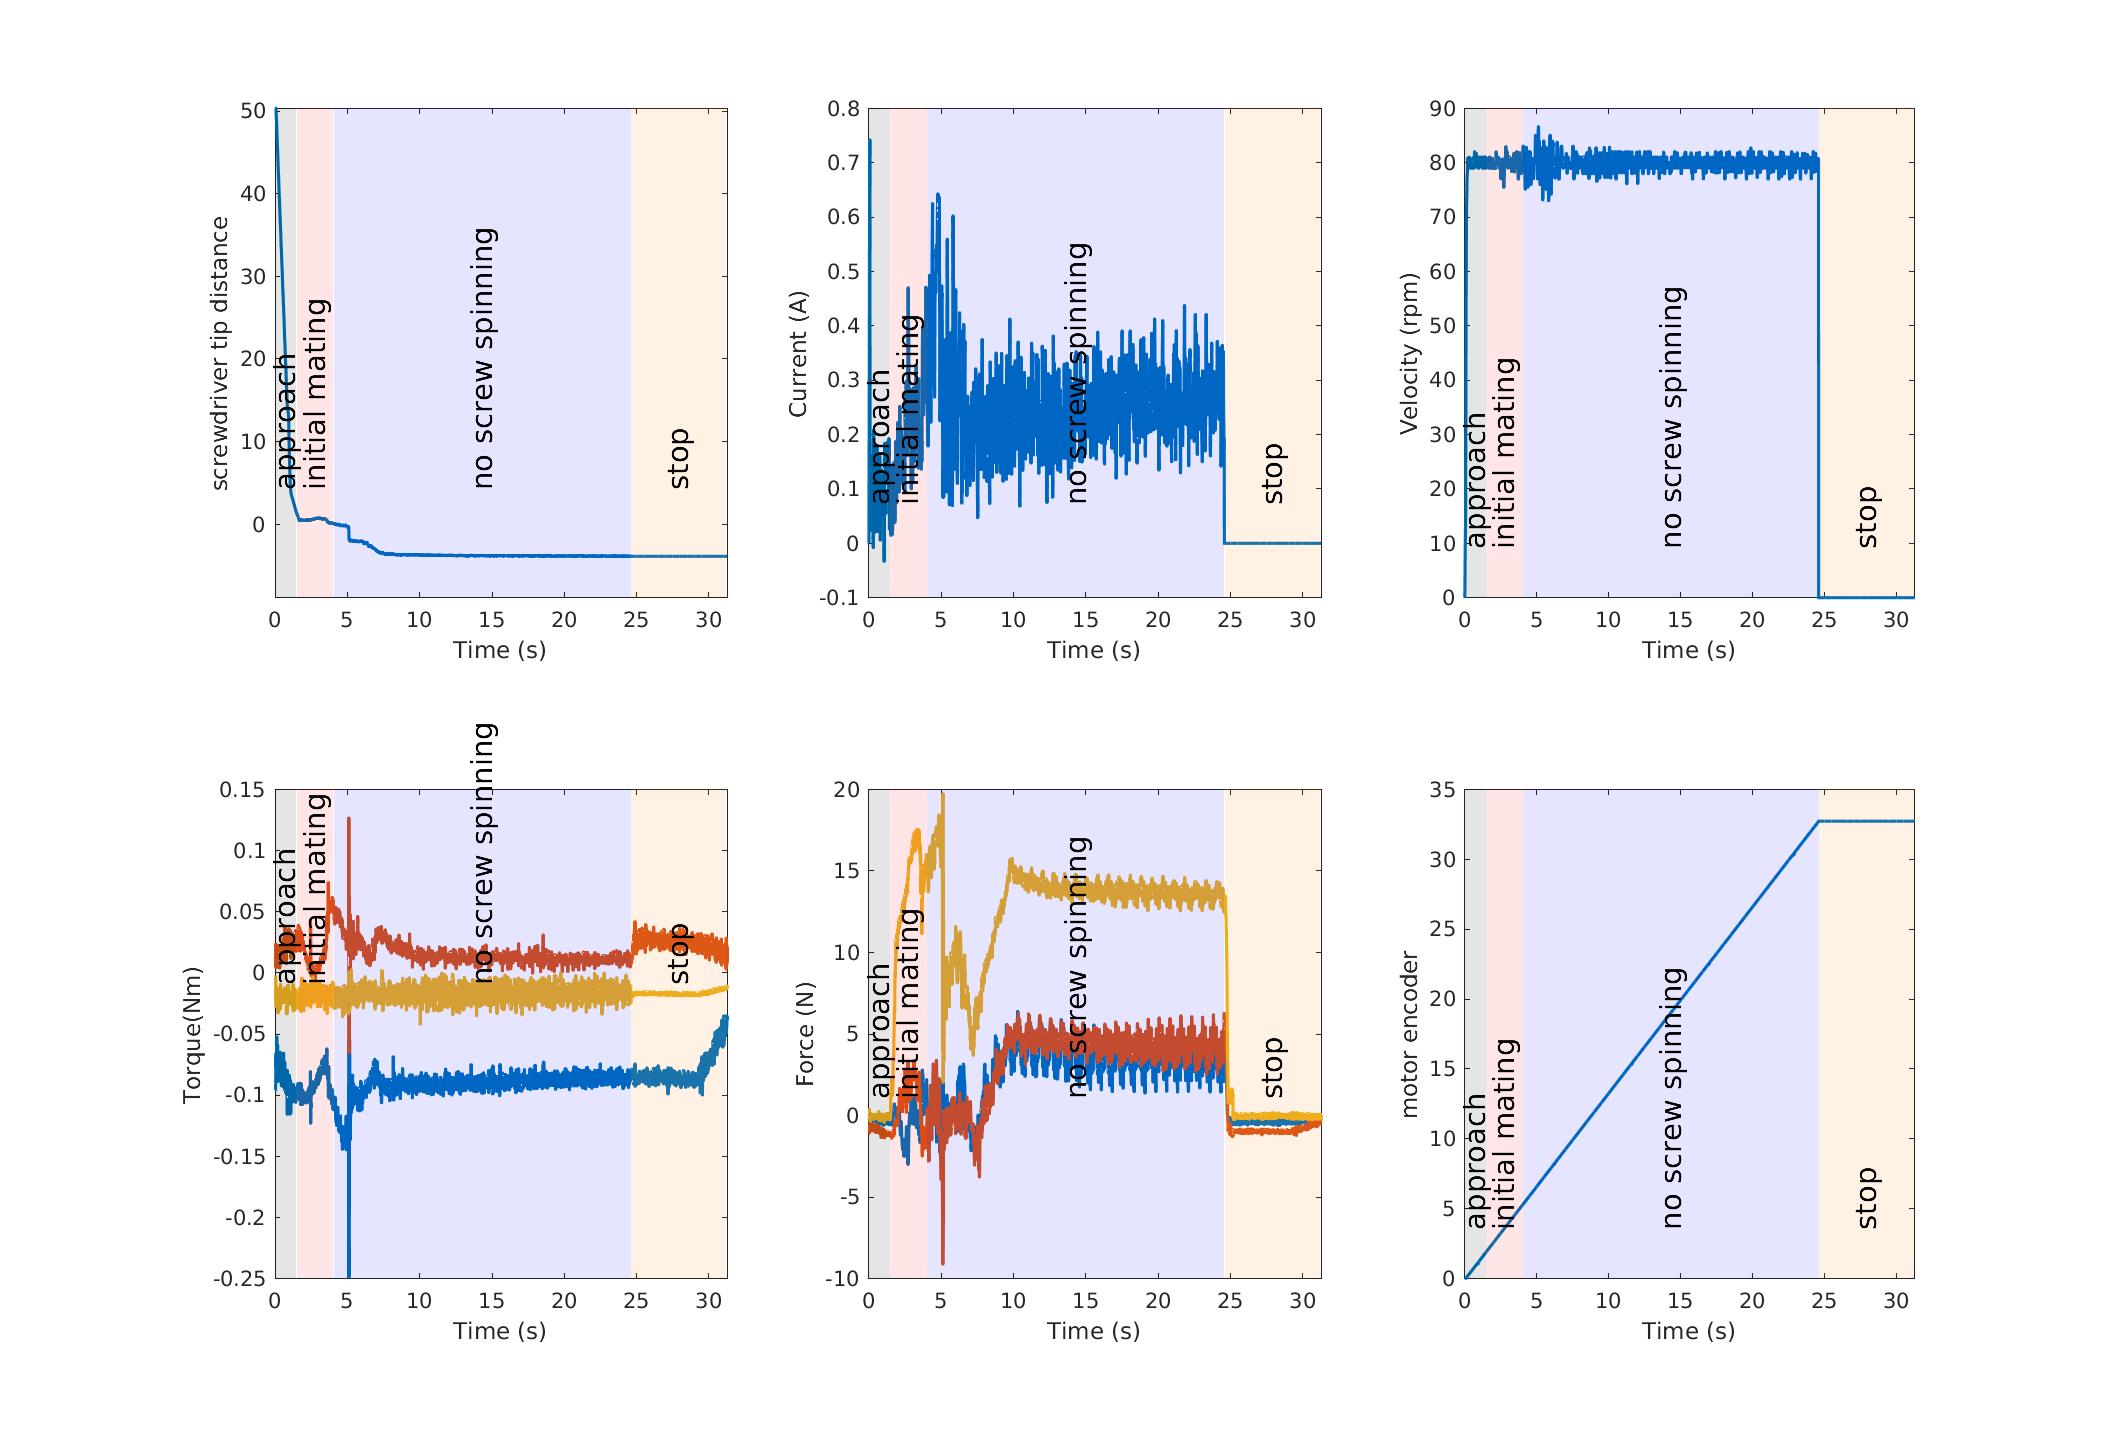 50
40
30
20
10
0
screwdriver tip distance
approach
initial mating
no screw spinning
stop
0 5 10 15 20 25 30
Time (s)
0.8
0.7
0.6
0.5
0.4
0.3
0.2
0.1
0
-0.1
Current (A)
approach
initial mating
no screw spinning
stop
0 5 10 15 20 25 30
Time (s)
90
80
70
60
50
40
30
20
10
0
Velocity (rpm)
approach
initial mating
no screw spinning
stop
0 5 10 15 20 25 30
Time (s)
0.15
0.1
0.05
0
-0.05
-0.1
-0.15
-0.2
-0.25
Torque(Nm)
approach
initial mating
no screw spinning
stop
0 5 10 15 20 25 30
Time (s)
20
15
10
5
0
-5
-10
Force (N)
approach
initial mating
no screw spinning
stop
0 5 10 15 20 25 30
Time (s)
35
30
25
20
15
10
5
0
motor encoder
approach
initial mating
no screw spinning
stop
0 5 10 15 20 25 30
Time (s)